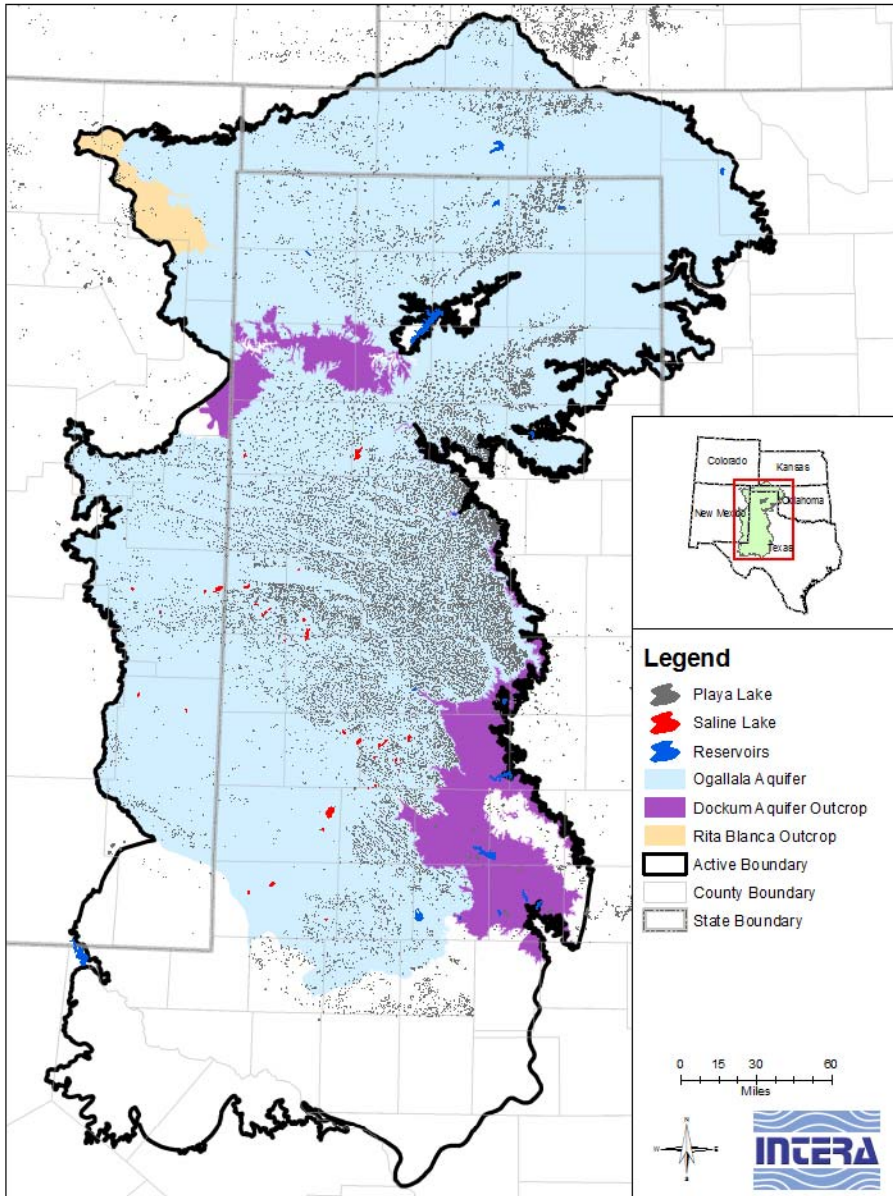 Colorado
Kansas
New Mexico
Oklahoma
Texas
Legend
Playa Lake
Saline Lake
Reservoirs
Ogallala Aquifer
Dockum Aquifer Outcrop
Rita Blanca Outcrop
Active Boundary
County Boundary
State Boundary
0 15 30 60
Miles
N
W E
S
INTERA